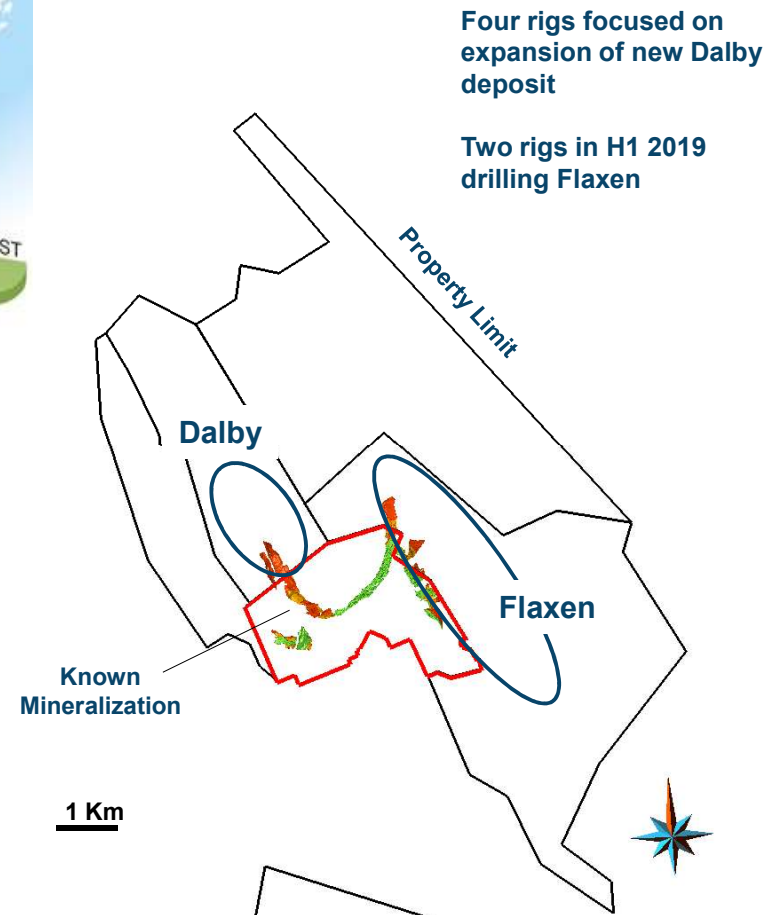 Four rigs focused on
expansion of new Dalby
deposit
Two rigs in H1 2019
drilling Flaxen
ST
Property Limit
Dalby
Flaxen
Known
Mineralization
1 Km